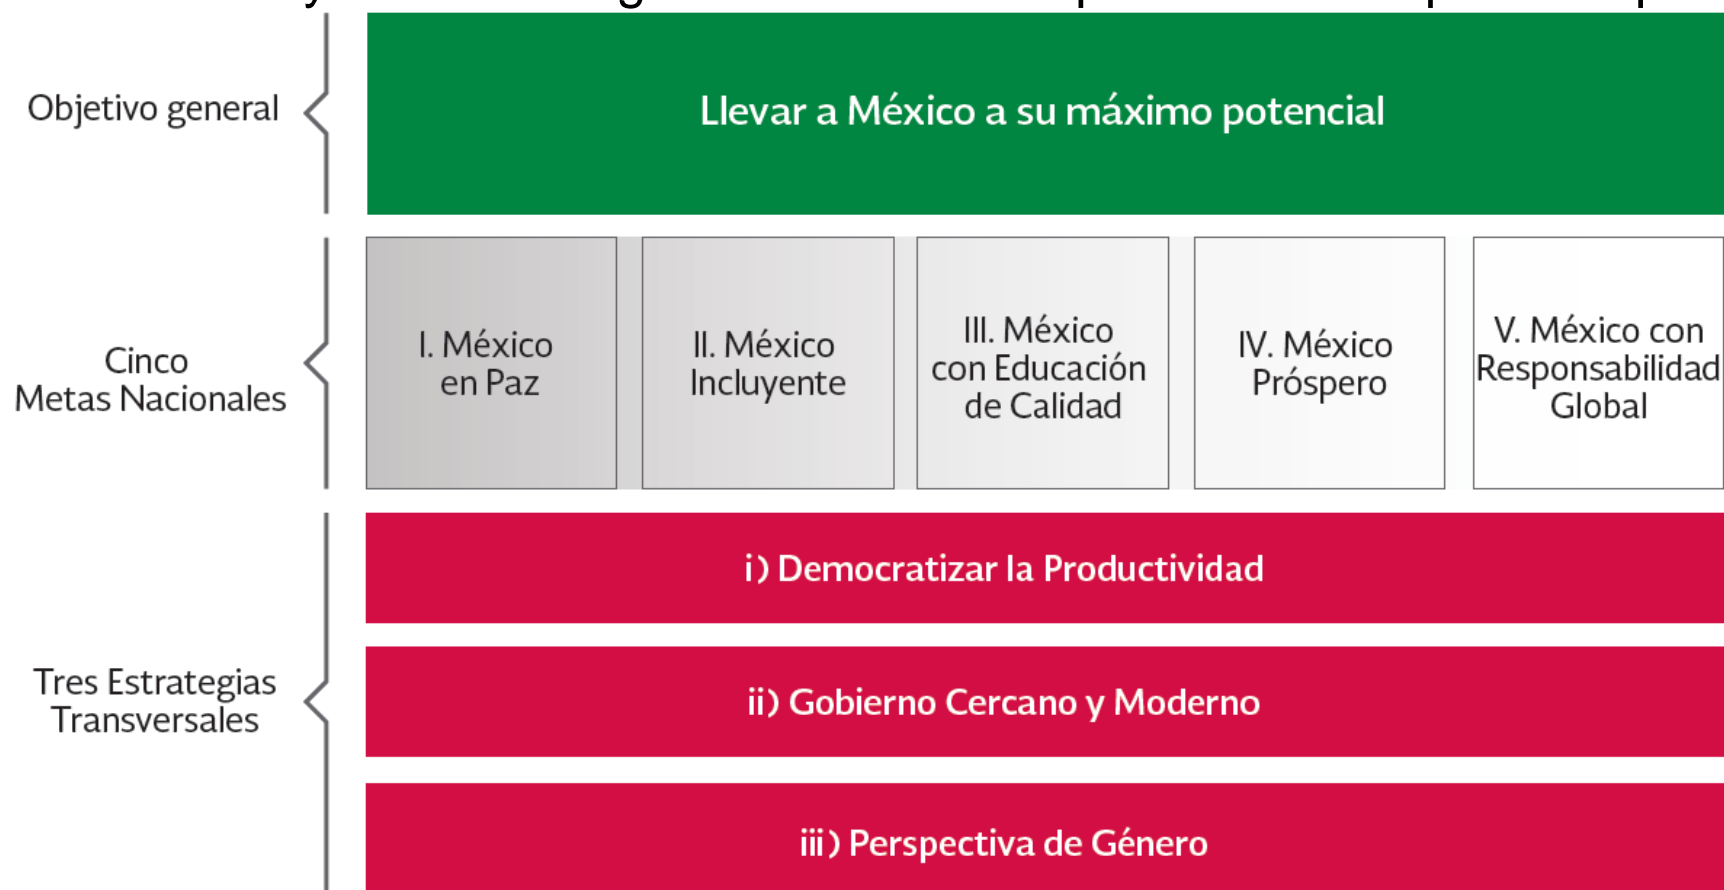 Objetivo general
Llevar a México a su máximo potencial
Cinco
Metas Nacionales
I. México
en Paz
II. México
Incluyente
III. México
con Educación
de Calidad
IV. México
Próspero
V. México con
Responsabilidad
Global
Tres Estrategias
Transversales
i) Democratizar la Productividad
ii) Gobierno Cercano y Moderno
iii) Perspectiva de Género